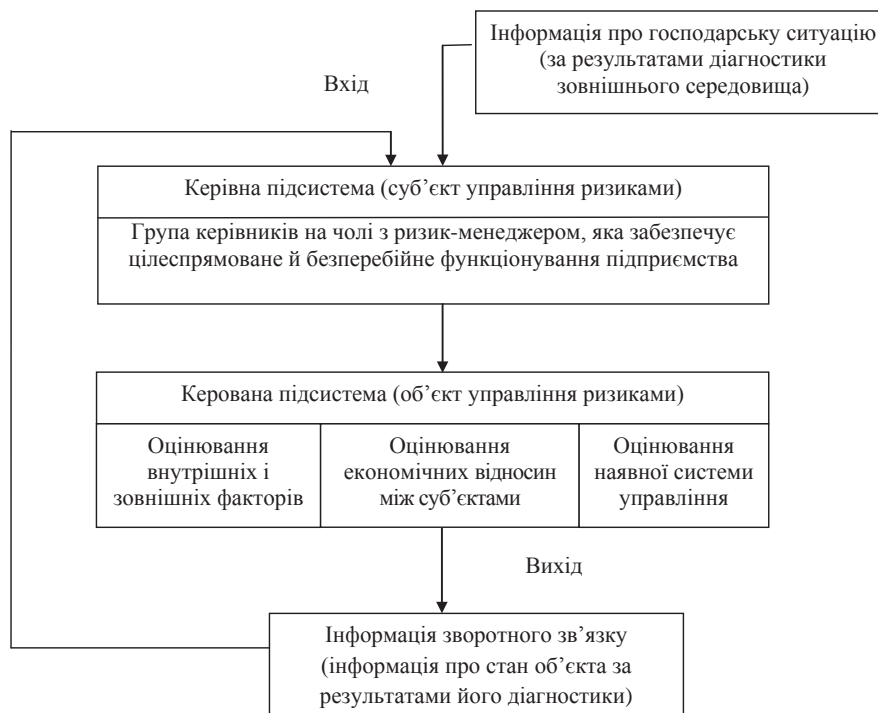 Інформація про господарську ситуацію
(за результатами діагностики
зовнішнього середовища)
Вхід
Керівна підсистема (суб’єкт управління ризиками)
Група керівників на чолі з ризик-менеджером, яка забезпечує
цілеспрямоване й безперебійне функціонування підприємства
Керована підсистема (об’єкт управління ризиками)
Оцінювання
внутрішніх і
зовнішніх факторів
Оцінювання
економічних відносин
між суб’єктами
Оцінювання
наявної системи
управління
Вихід
Інформація зворотного зв’язку
(інформація про стан об’єкта за
результатами його діагностики)